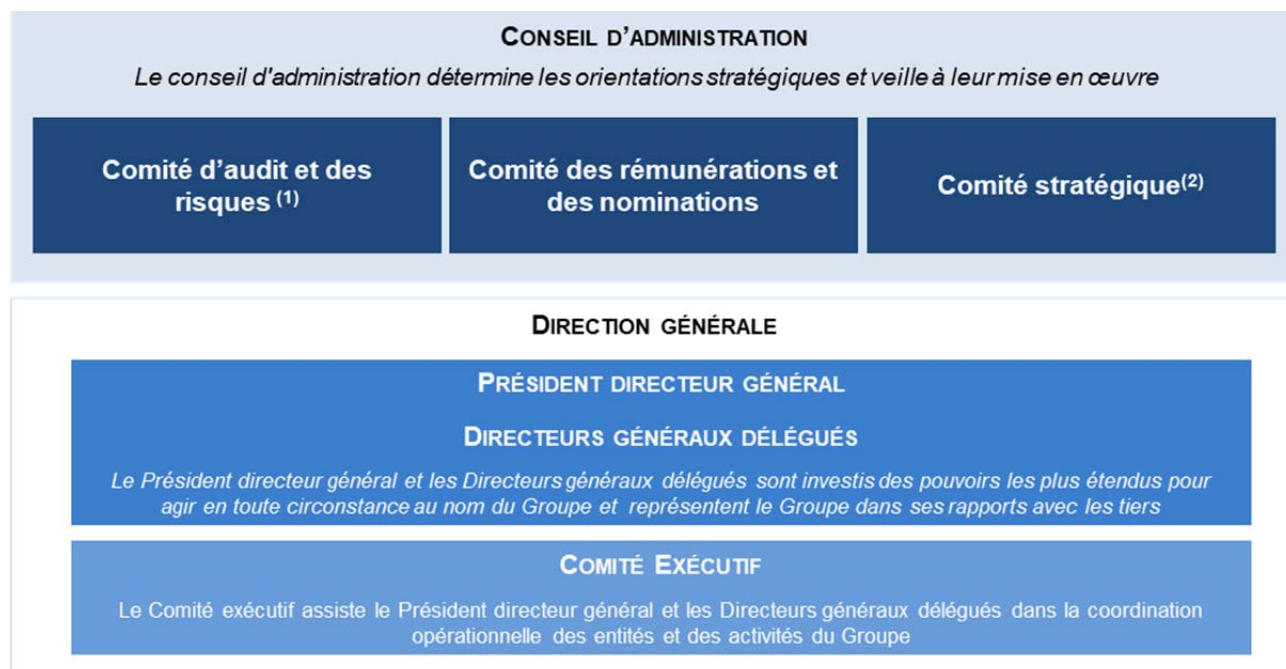 CONSEIL D'ADMINISTRATION
Le conseil d'administration détermine les orientations stratégiques et veille à leur mise en œuvre
Comité d'audit et des
risques (1)
Comité des rémunérations et
des nominations
Comité stratégique(2)
DIRECTION GÉNÉRALE
PRÉSIDENT DIRECTEUR GÉNÉRAL
DIRECTEURS GÉNÉRAUX DÉLÉGUÉS
Le Président directeur général et les Directeurs généraux délégués sont investis des pouvoirs les plus étendus pour
agir en toute circonstance au nom du Groupe et représentent le Groupe dans ses rapports avec les tiers
COMITÉ EXÉCUTIF
Le Comité exécutif assiste le Président directeur général et les Directeurs généraux délégués dans la coordination
opérationnelle des entités et des activités du Groupe